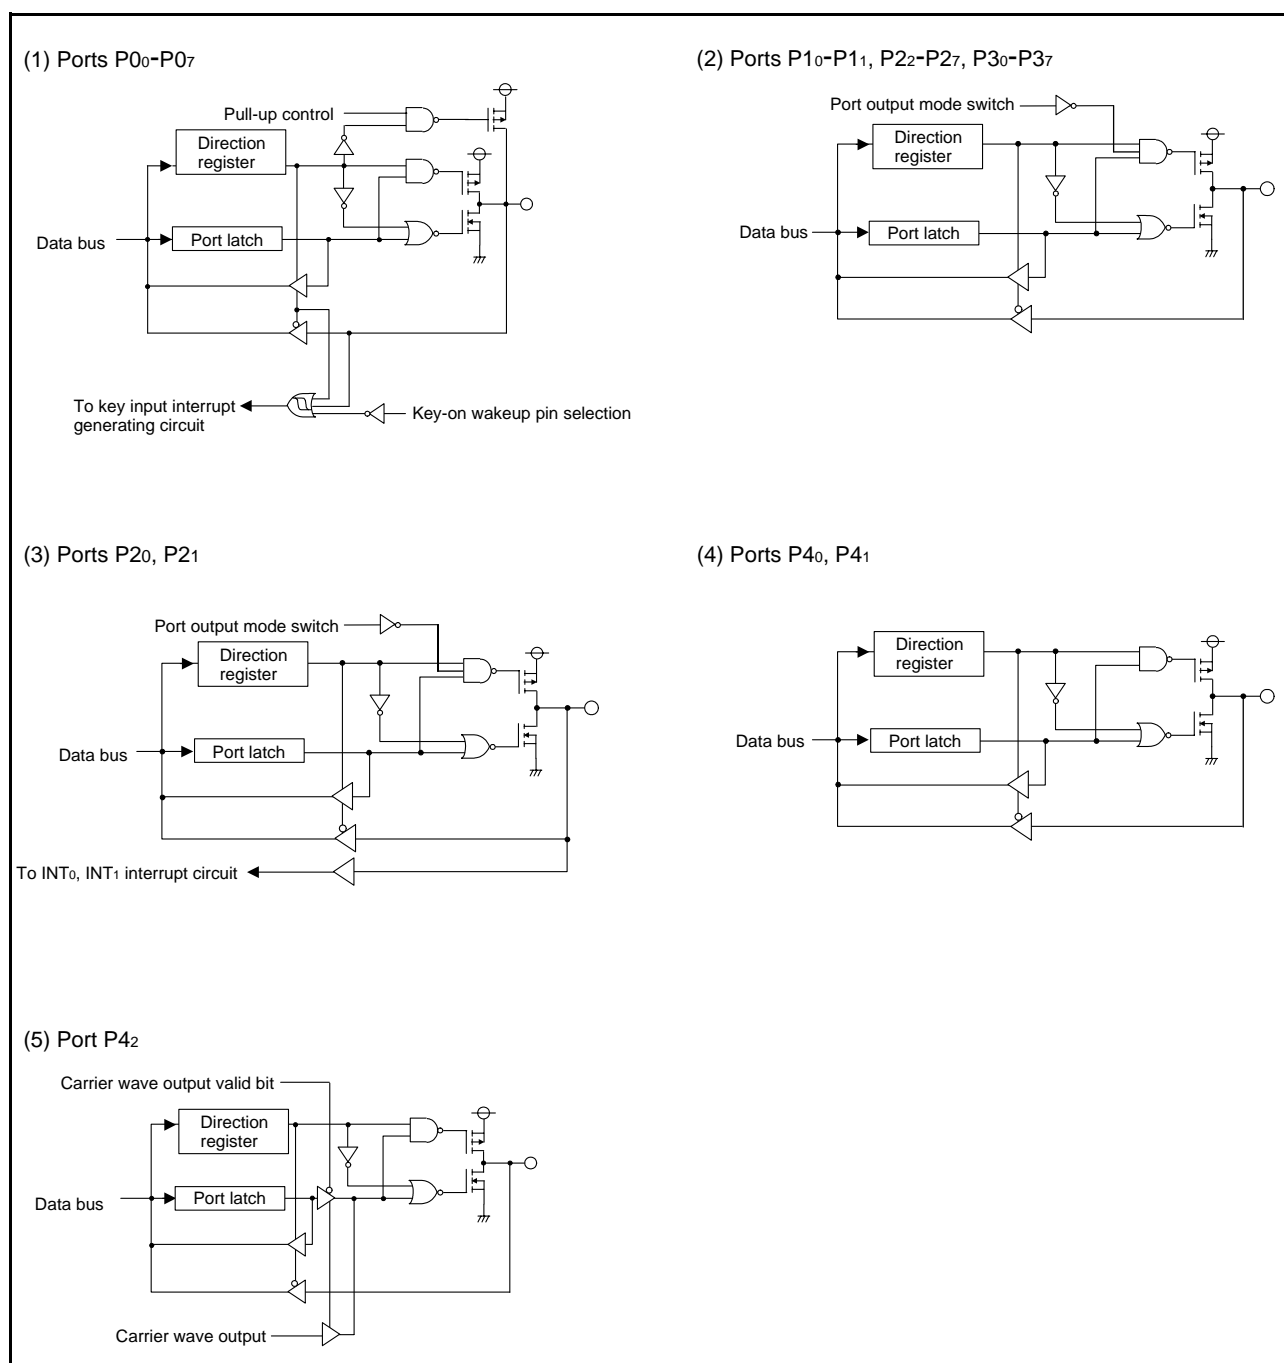 (1) Ports P00-P07
Pull-up control
Direction
register
Data bus
Port latch
To key input interrupt
generating circuit
Key-on wakeup pin selection
(2) Ports P10-P11, P22-P27, P30-P37
Port output mode switch
Direction
register
Data bus
Port latch
(3) Ports P20, P21
Port output mode switch
Direction
register
Data bus
Port latch
To INT0, INT1 interrupt circuit
(4) Ports P40, P41
Direction
register
Data bus
Port latch
(5) Port P42
Carrier wave output valid bit
Direction
register
Data bus
Port latch
Carrier wave output